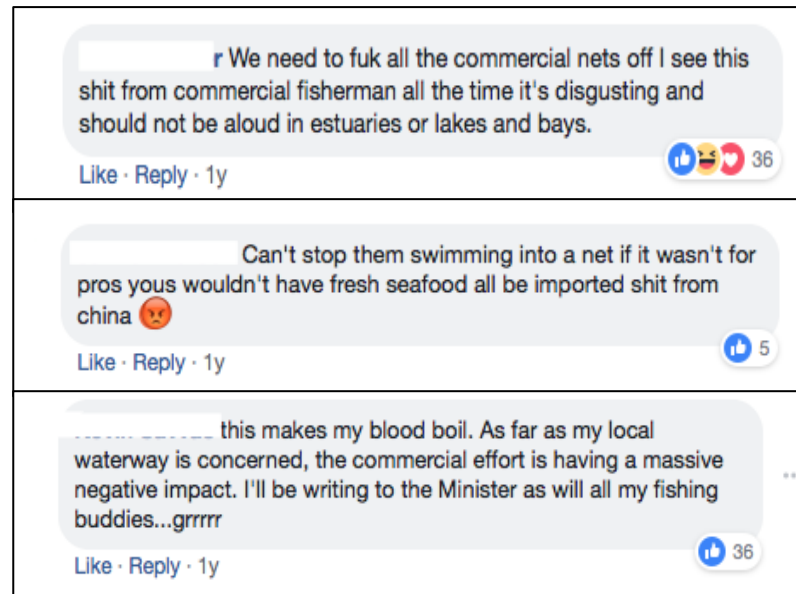 r We need to fuk all the commercial nets off I see this
shit from commercial fisherman all the time it's disgusting and
should not be aloud in estuaries or lakes and bays.
36
Like · Reply · 1y
Can't stop them swimming into a net if it wasn't for
pros yous wouldn't have fresh seafood all be imported shit from
china
5
Like · Reply · 1y
this makes my blood boil. As far as my local
waterway is concerned, the commercial effort is having a massive
negative impact. I'll be writing to the Minister as will all my fishing
buddies...grrrrr
36
Like · Reply · 1y